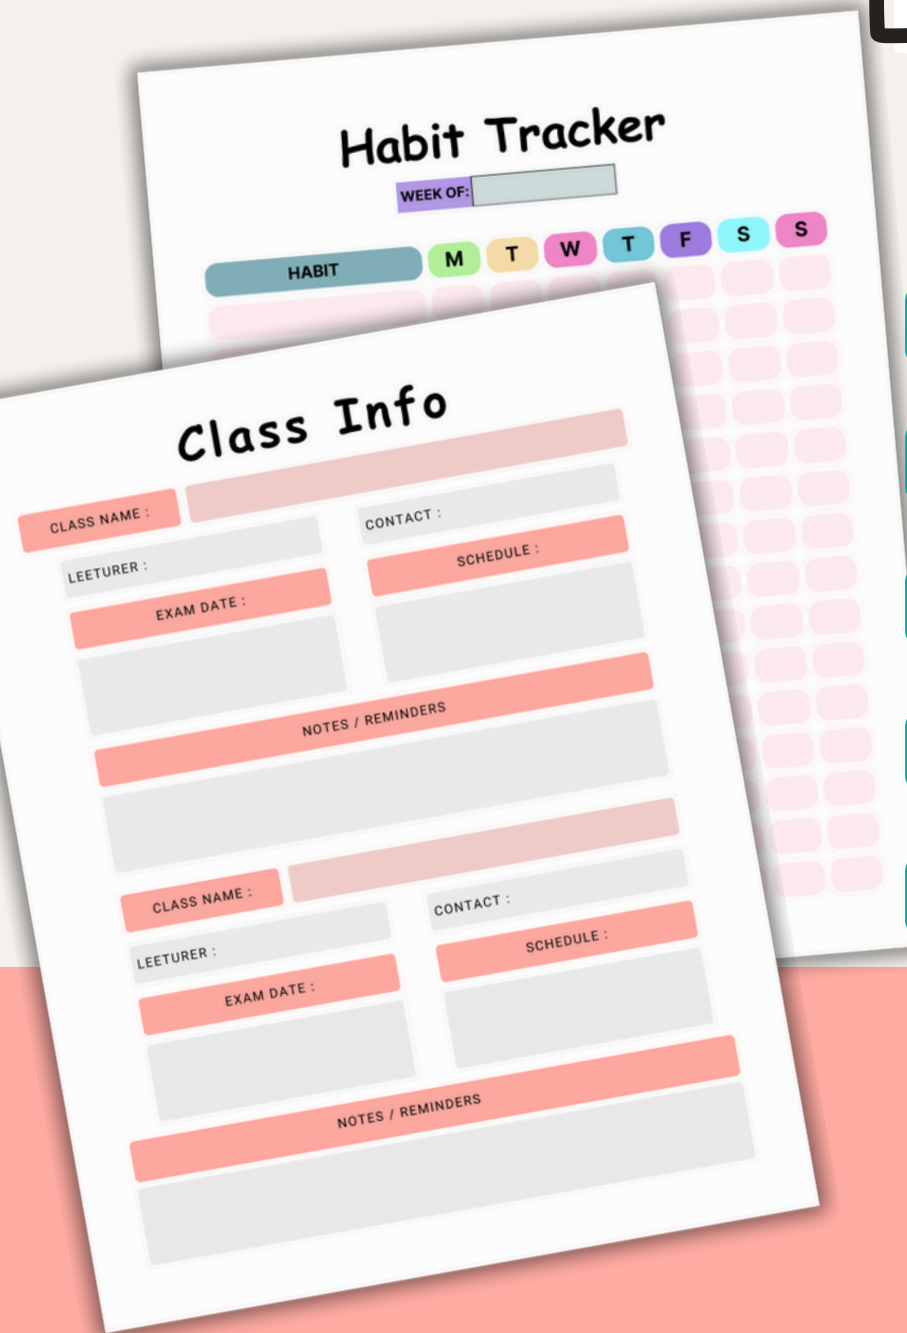 Habit Tracker
WEEK OF:
HABIT M T W T F S S
Class Info
CLASS NAME :
LEETURER :
CONTACT :
EXAM DATE :
SCHEDULE :
NOTES / REMINDERS
CLASS NAME :
LEETURER :
CONTACT :
EXAM DATE :
SCHEDULE :
NOTES / REMINDERS